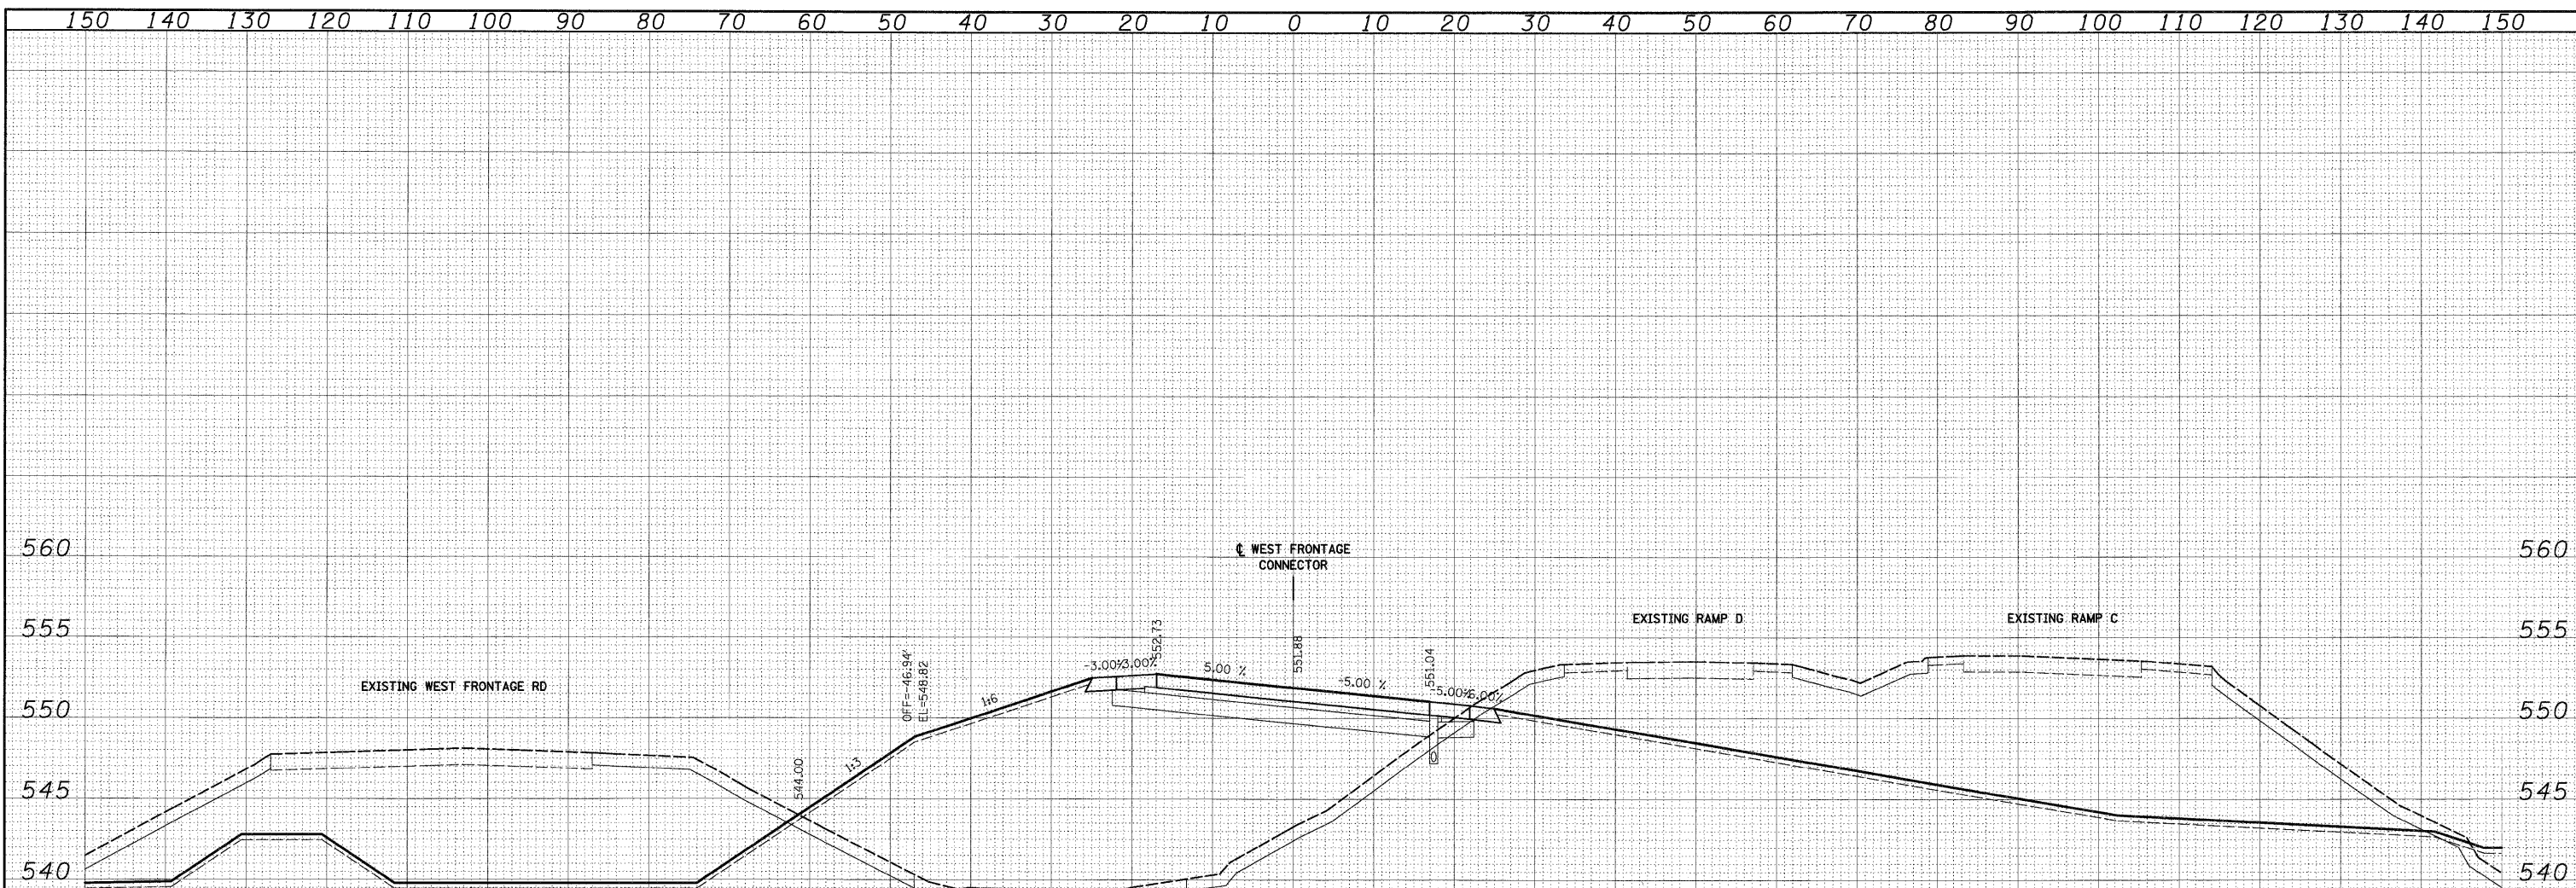 150 140 130 120 110 100 90 80 70 60 50 40 30 20 10 0 10 20 30 40 50 60 70 80 90 100 110 120 130 140 150
560 560
℄ WEST FRONTAGE
CONNECTOR
555 555
EXISTING RAMP D
EXISTING RAMP C
552.73
551.88
551.04
-3.00%
-3.00%
5.00 %
-5.00 %
-5.00%
-6.00%
OFF=-46.94'
EL=548.82
1:6
EXISTING WEST FRONTAGE RD
550 550
1:3
544.00
545 545
540 540